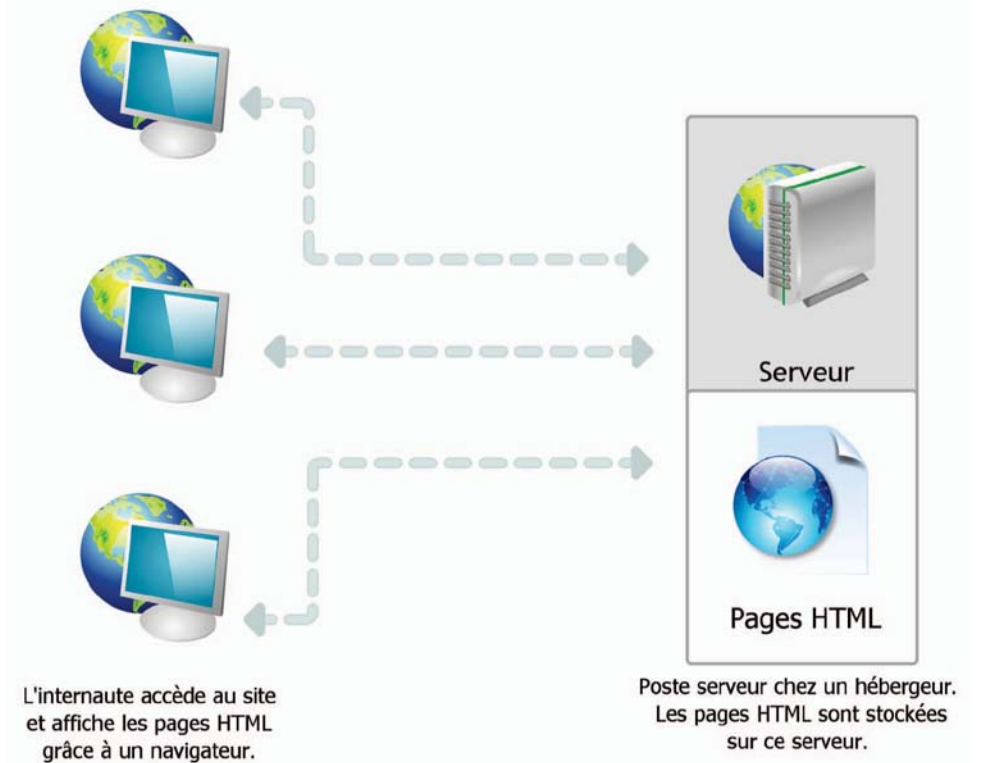 Serveur
Pages HTML
L'internaute accède au site
et affiche les pages HTML
grâce à un navigateur.
Poste serveur chez un hébergeur.
Les pages HTML sont stockées
sur ce serveur.